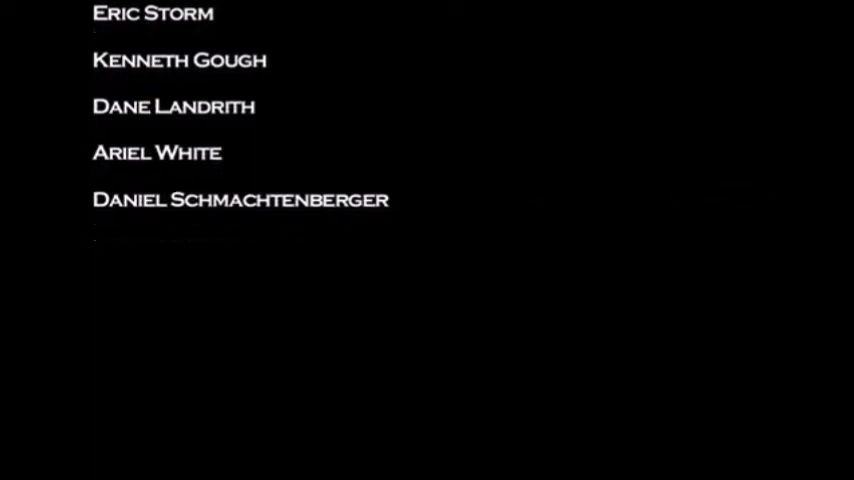 Eric Storm
Kenneth Gough
Dane Landrith
Ariel White
Daniel Schmachtenberger